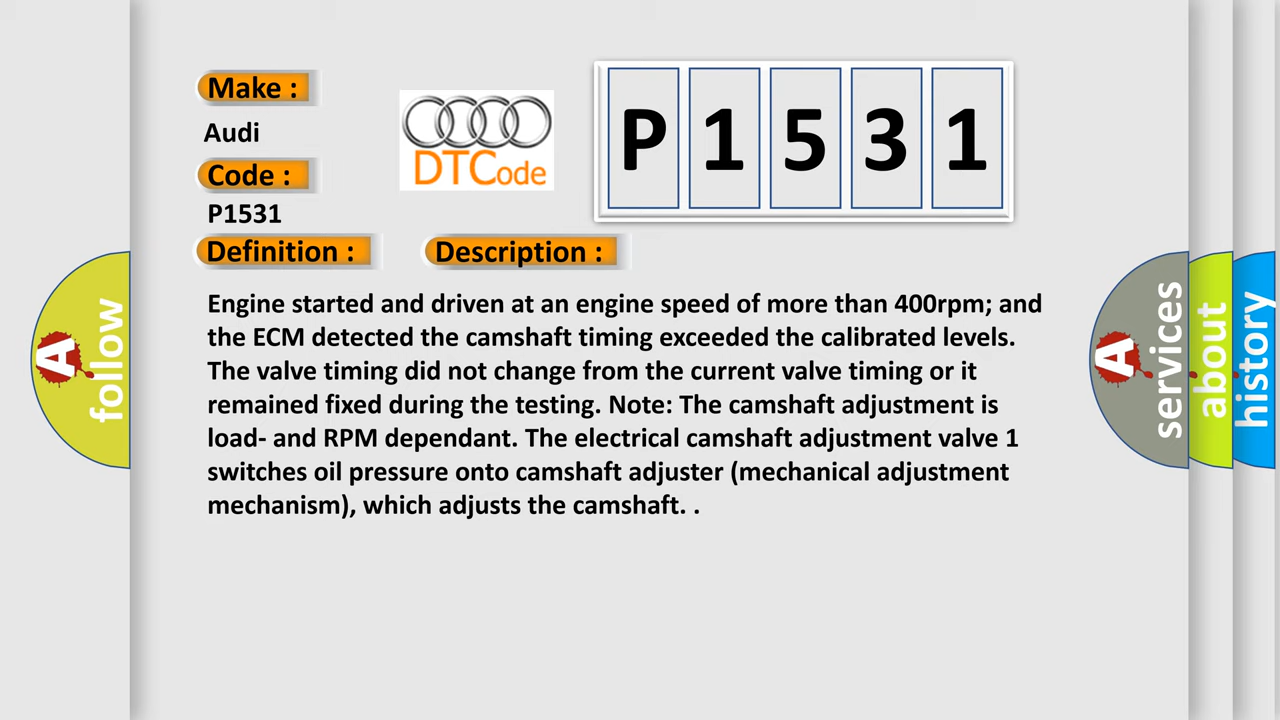 Make :
Audi
Code :
P1531
DTCode
P1531
Definition :
Description :
Engine started and driven at an engine speed of more than 400rpm; and
the ECM detected the camshaft timing exceeded the calibrated levels.
The valve timing did not change from the current valve timing or it
remained fixed during the testing. Note: The camshaft adjustment is
load- and RPM dependant. The electrical camshaft adjustment valve 1
switches oil pressure onto camshaft adjuster (mechanical adjustment
mechanism), which adjusts the camshaft. .
A follow
A services
about
history